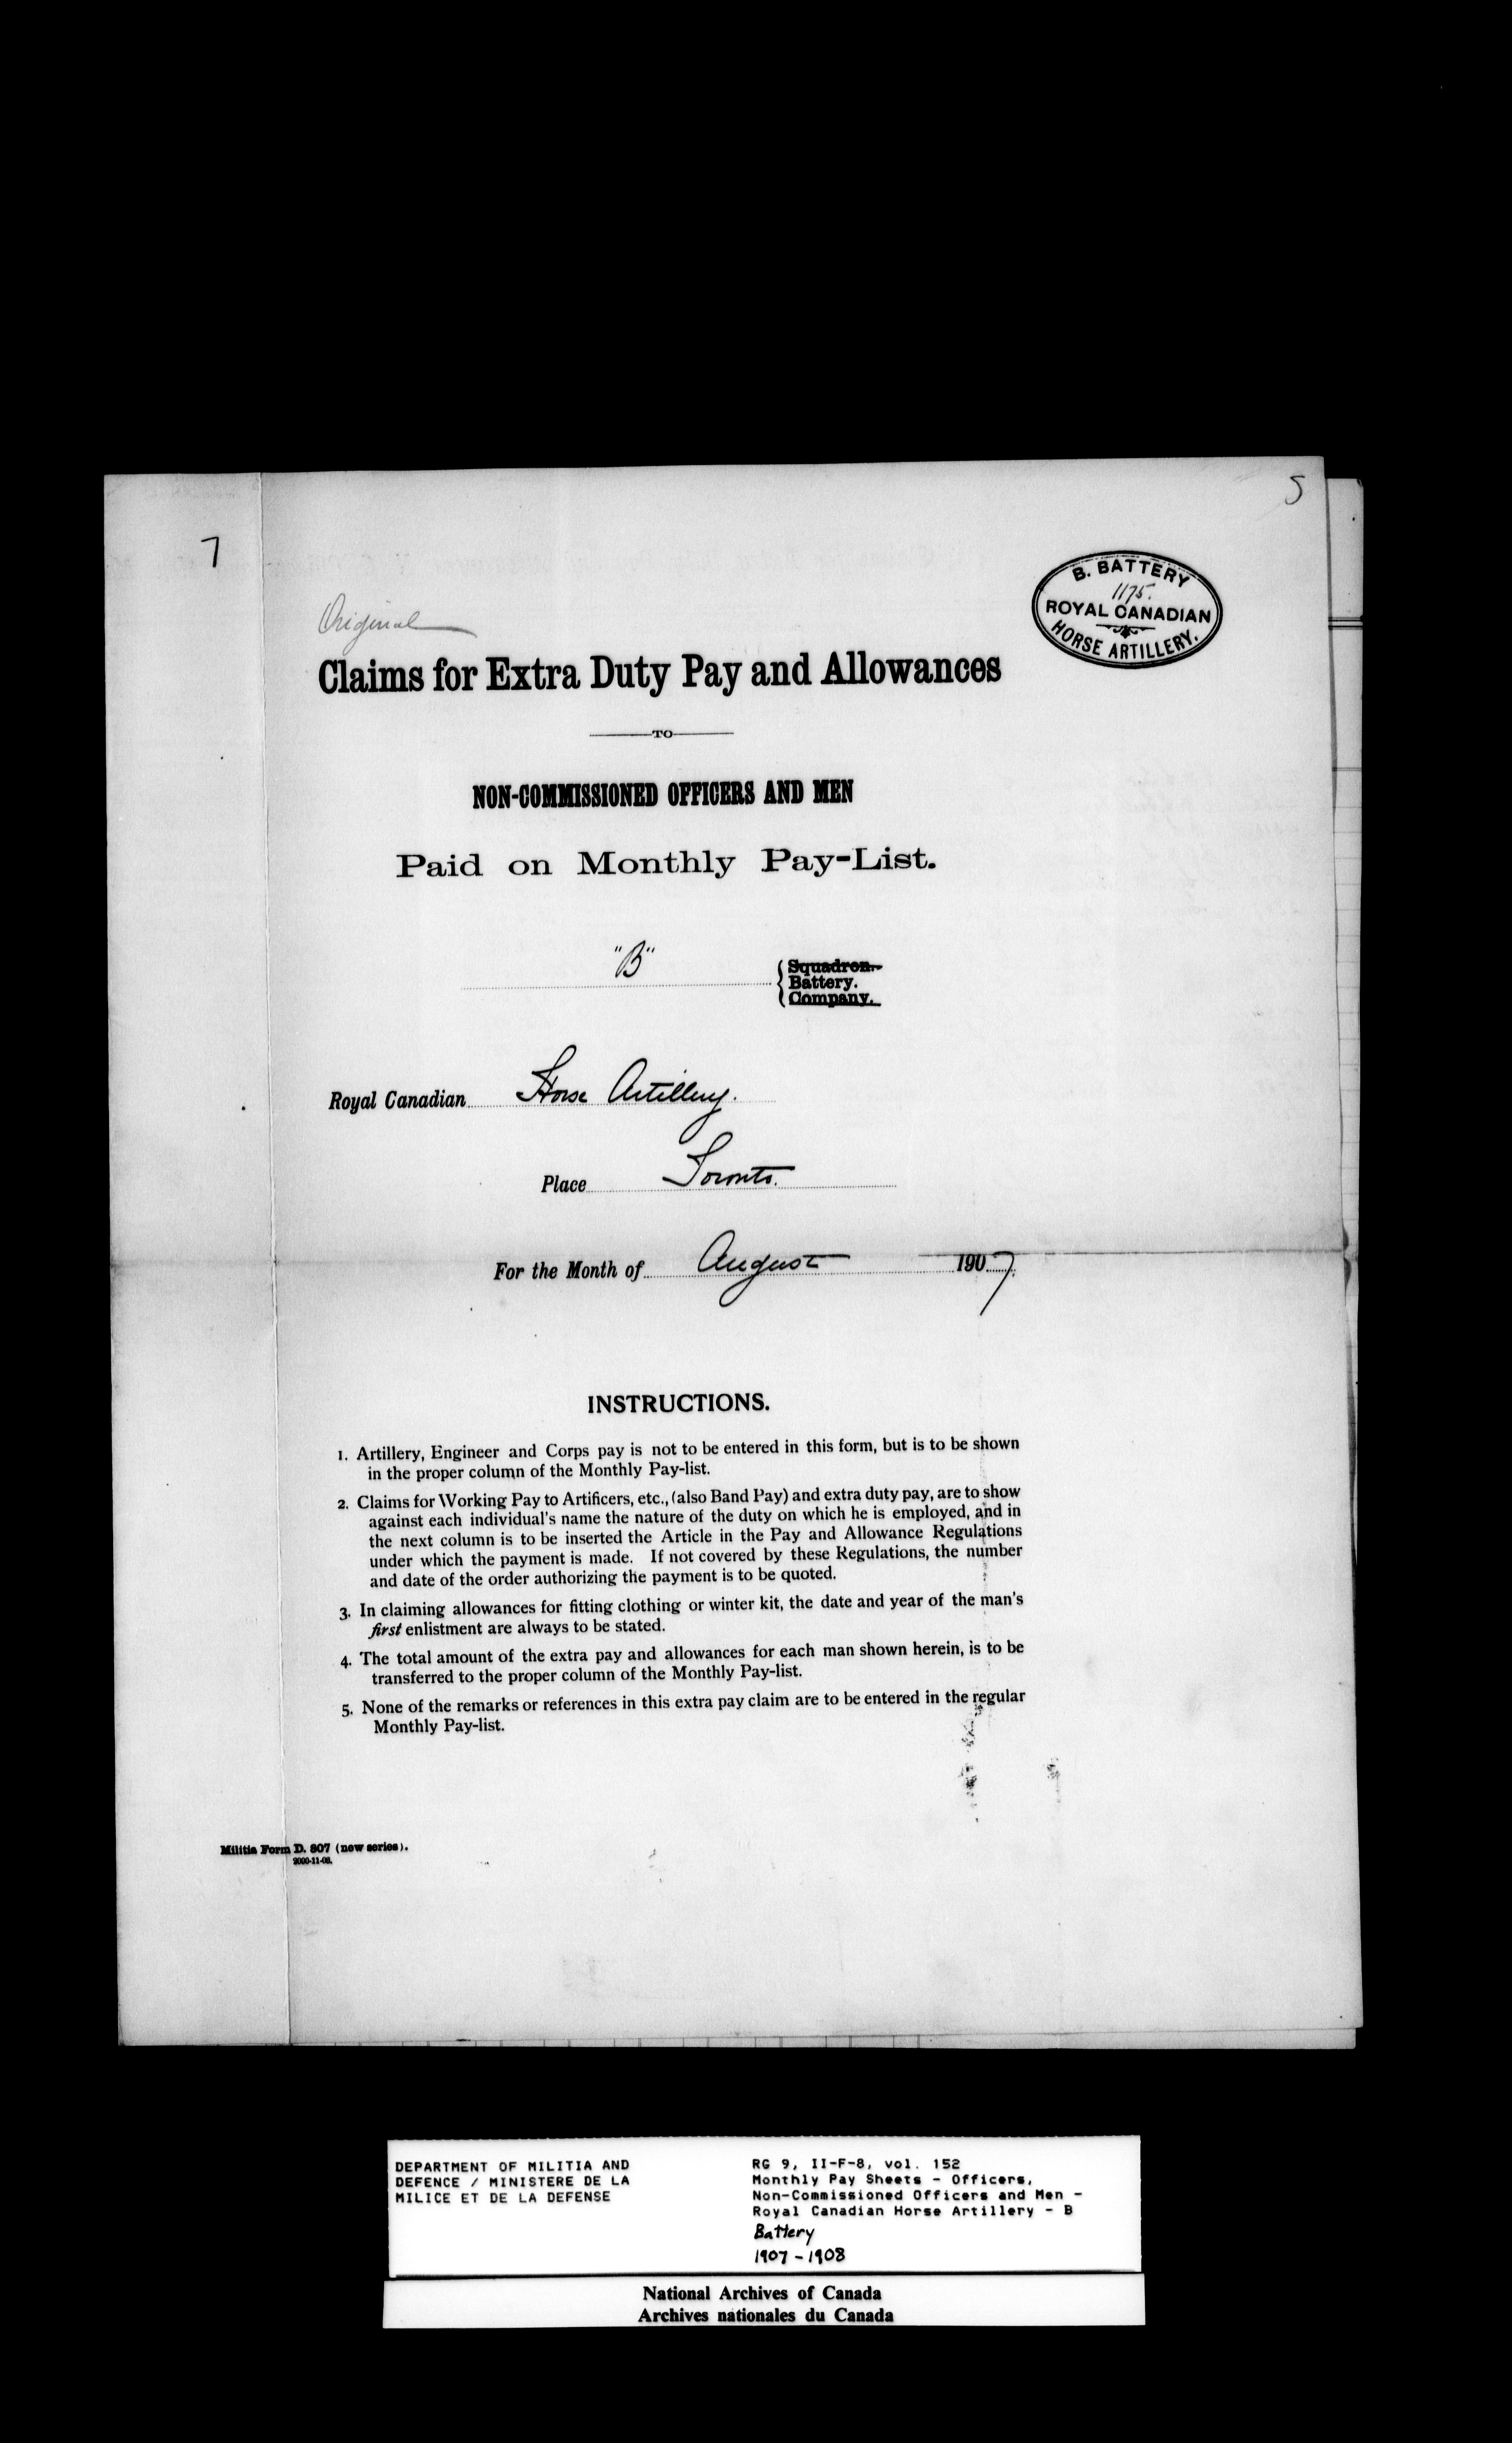 5
7
B. BATTERY
1175.
ROYAL CANADIAN
HORSE ARTILLERY.
Original
Claims for Extra Duty Pay and Allowances
TO
NON-COMMISSIONED OFFICERS AND MEN
Paid on Monthly Pay-List.
"B"
Squadron.
Battery.
Company.
Royal Canadian Horse Artillery.
Place Toronto.
For the Month of August 1907.
INSTRUCTIONS.
1. Artillery, Engineer and Corps pay is not to be entered in this form, but is to be shown
in the proper column of the Monthly Pay-list.
2. Claims for Working Pay to Artificers, etc., (also Band Pay) and extra duty pay, are to show
against each individual's name the nature of the duty on which he is employed, and in
the next column is to be inserted the Article in the Pay and Allowance Regulations
under which the payment is made. If not covered by these Regulations, the number
and date of the order authorizing the payment is to be quoted.
3. In claiming allowances for fitting clothing or winter kit, the date and year of the man's
first enlistment are always to be stated.
4. The total amount of the extra pay and allowances for each man shown herein, is to be
transferred to the proper column of the Monthly Pay-list.
5. None of the remarks or references in this extra pay claim are to be entered in the regular
Monthly Pay-list.
Militia Form D. 807 (new series).
2000-11-06.
DEPARTMENT OF MILITIA AND
DEFENCE / MINISTERE DE LA
MILICE ET DE LA DEFENSE
RG 9, II-F-8, vol. 152
Monthly Pay Sheets - Officers,
Non-Commissioned Officers and Men -
Royal Canadian Horse Artillery - B
Battery
1907 - 1908
National Archives of Canada
Archives nationales du Canada